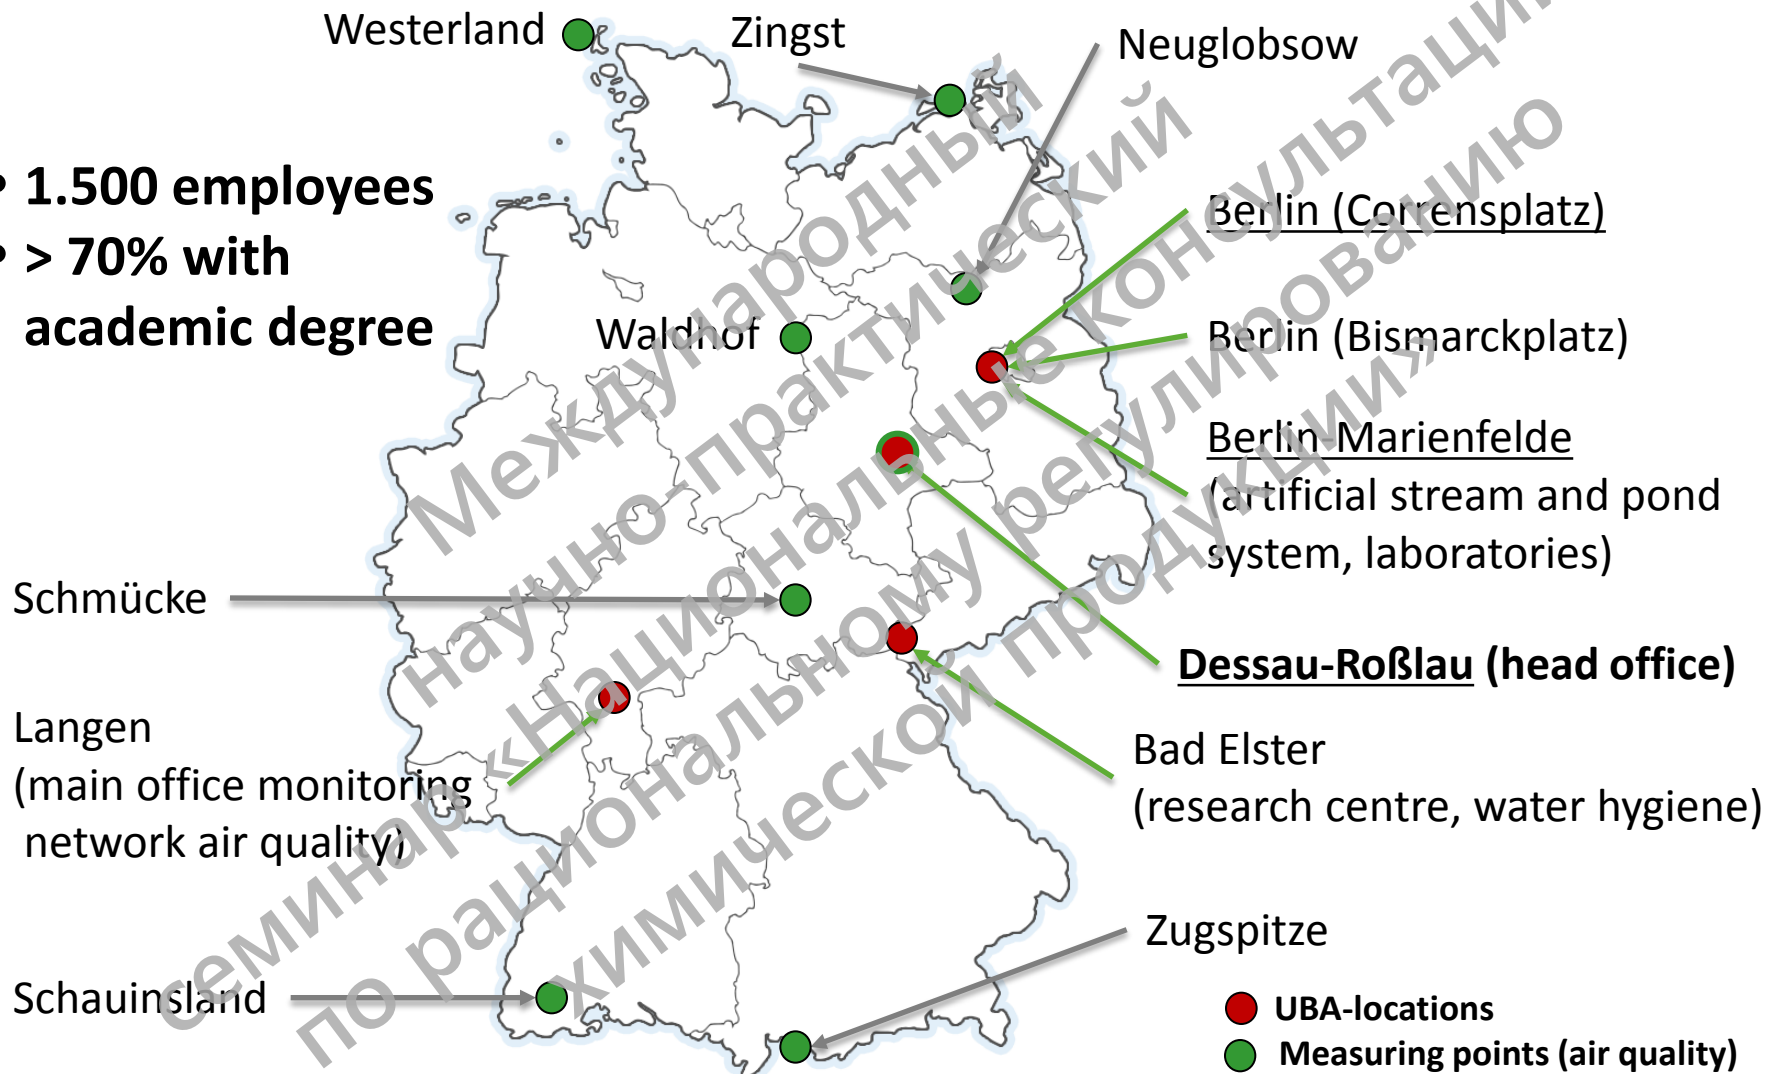 Westerland
Zingst
Neuglobsow
• 1.500 employees
• > 70% with
academic degree
Berlin (Corrensplatz)
Waldhof
Berlin (Bismarckplatz)
Berlin-Marienfelde
(artificial stream and pond
system, laboratories)
Schmücke
Dessau-Roßlau (head office)
Langen
(main office monitoring
network air quality)
Bad Elster
(research centre, water hygiene)
Zugspitze
Schauinsland
UBA-locations
Measuring points (air quality)
Международный
научно-практический
семинар «Национальные консультации
по рациональному регулированию
химической продукции»